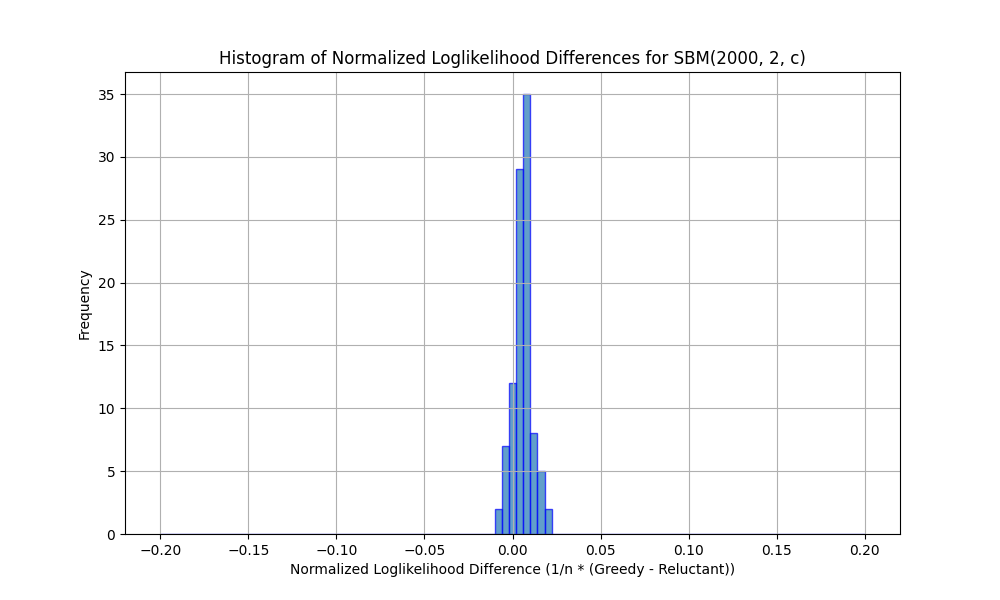 Histogram of Normalized Loglikelihood Differences for SBM(2000, 2, c)
35
30
25
20
15
10
5
0
Frequency
−0.20 −0.15 −0.10 −0.05 0.00 0.05 0.10 0.15 0.20
Normalized Loglikelihood Difference (1/n * (Greedy - Reluctant))